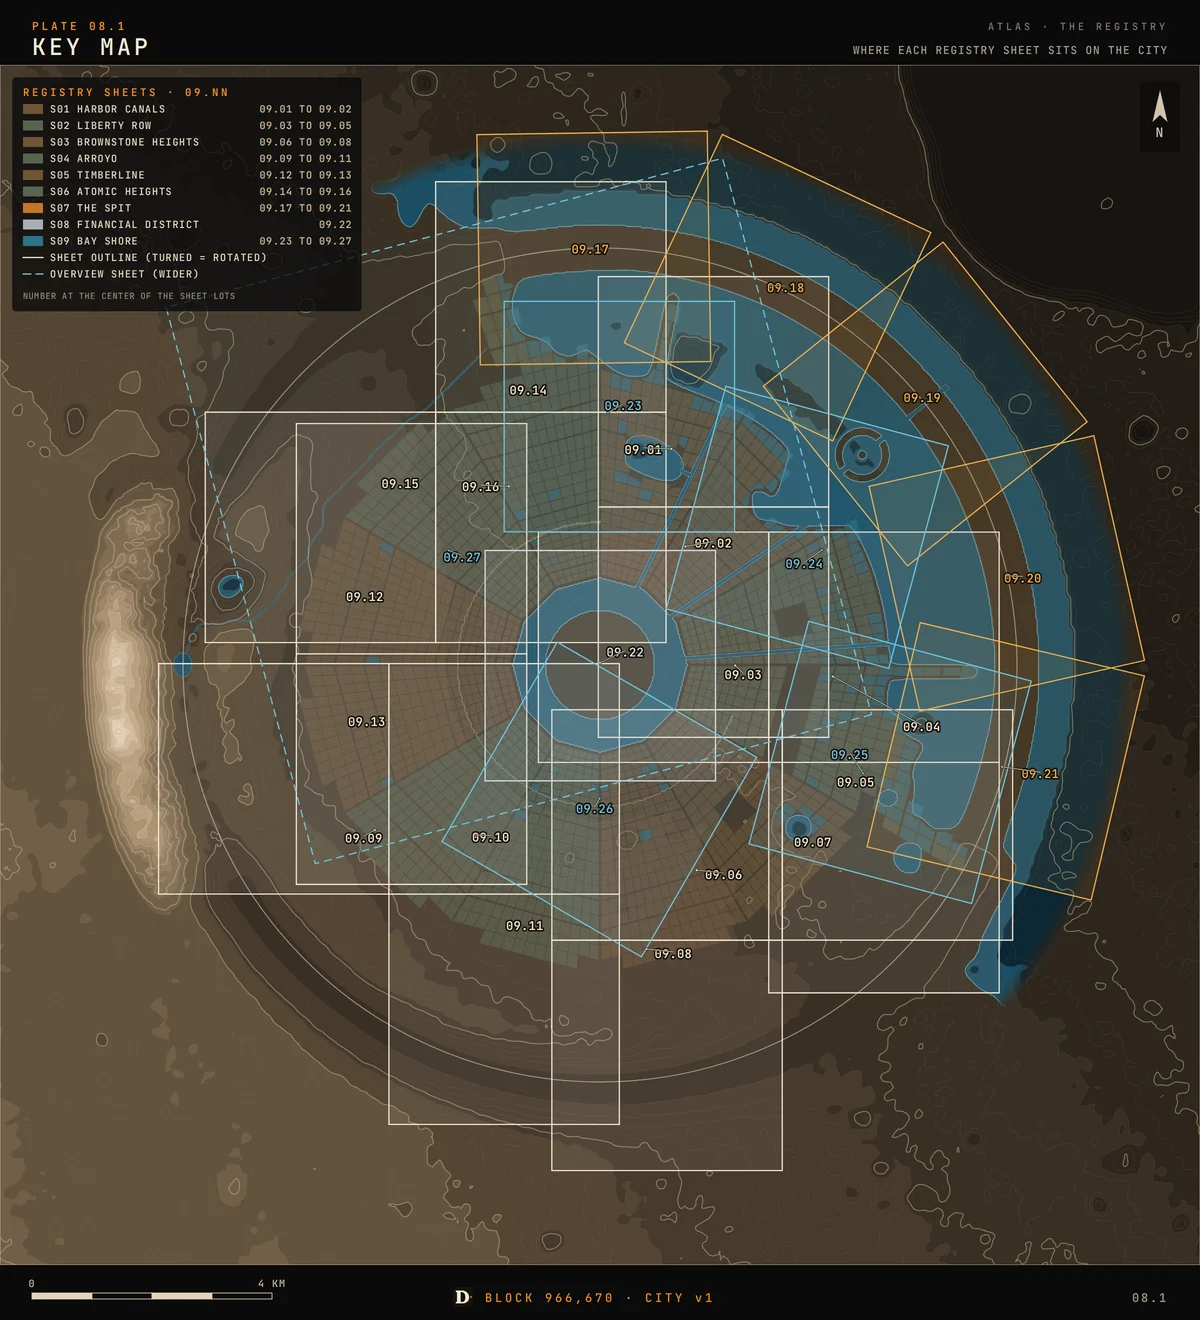 PLATE 08.1
KEY MAP
ATLAS · THE REGISTRY
WHERE EACH REGISTRY SHEET SITS ON THE CITY
REGISTRY SHEETS · 09.NN
S01 HARBOR CANALS 09.01 TO 09.02
S02 LIBERTY ROW 09.03 TO 09.05
S03 BROWNSTONE HEIGHTS 09.06 TO 09.08
S04 ARROYO 09.09 TO 09.11
S05 TIMBERLINE 09.12 TO 09.13
S06 ATOMIC HEIGHTS 09.14 TO 09.16
S07 THE SPIT 09.17 TO 09.21
S08 FINANCIAL DISTRICT 09.22
S09 BAY SHORE 09.23 TO 09.27
SHEET OUTLINE (TURNED = ROTATED)
OVERVIEW SHEET (WIDER)
NUMBER AT THE CENTER OF THE SHEET LOTS
N
09.17
09.18
09.14
09.19
09.23
09.01
09.15
09.16
09.02
09.27
09.24
09.20
09.12
09.22
09.03
09.13
09.04
09.25
09.21
09.05
09.26
09.09
09.10
09.07
09.06
09.11
09.08
0 4 KM
D BLOCK 966,670 · CITY v1
08.1